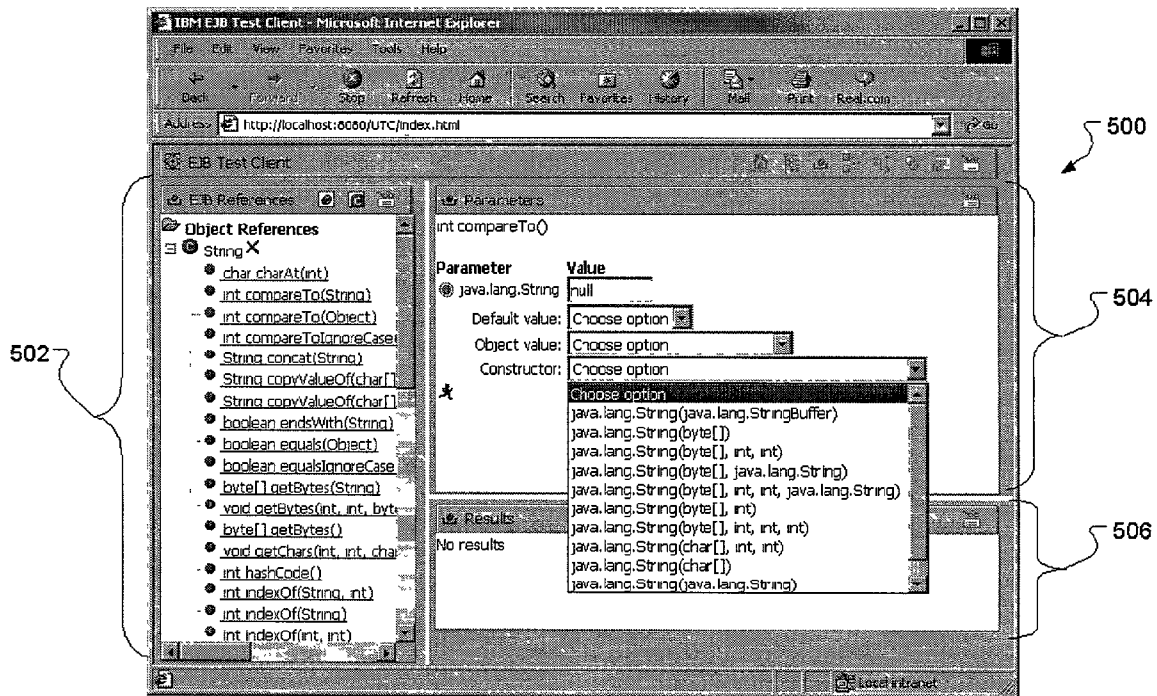 IBM EJB Test Client - Microsoft Internet Explorer
File Edit View Favorites Tools Help
Back Forward Stop Refresh Home Search Favorites History Mail Print Real.com
Address http://localhost:8080/UTC/index.html Go
500
EJB Test Client
EJB References
Parameters
Object References
String
char charAt(int)
int compareTo(String)
int compareTo(Object)
int compareToIgnoreCase(
String concat(String)
String copyValueOf(char[]
String copyValueOf(char[]
boolean endsWith(String)
boolean equals(Object)
boolean equalsIgnoreCase
byte[] getBytes(String)
void getBytes(int, int, byte
byte[] getBytes()
void getChars(int, int, char
int hashCode()
int indexOf(String, int)
int indexOf(String)
int indexOf(int, int)
502
int compareTo()
Parameter Value
java.lang.String null
Default value: Choose option
Object value: Choose option
Constructor: Choose option
Choose option
java.lang.String(java.lang.StringBuffer)
java.lang.String(byte[])
java.lang.String(byte[], int, int)
java.lang.String(byte[], java.lang.String)
java.lang.String(byte[], int, int, java.lang.String)
java.lang.String(byte[], int)
java.lang.String(byte[], int, int, int)
java.lang.String(char[], int, int)
java.lang.String(char[])
java.lang.String(java.lang.String)
504
Results
No results
506
Local intranet